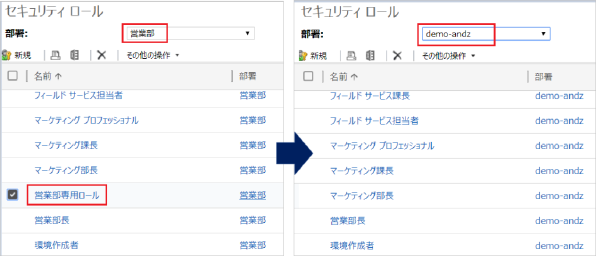 セキュリティ ロール
部署: 営業部
新規 その他の操作
名前 部署
フィールド サービス担当者 営業部
マーケティング プロフェッショナル 営業部
マーケティング課長 営業部
マーケティング部長 営業部
営業部専用ロール 営業部
営業部長 営業部
環境作成者 営業部
セキュリティ ロール
部署: demo-andz
新規 その他の操作
名前 部署
フィールド サービス課長 demo-andz
フィールド サービス担当者 demo-andz
マーケティング プロフェッショナル demo-andz
マーケティング課長 demo-andz
マーケティング部長 demo-andz
営業部長 demo-andz
環境作成者 demo-andz